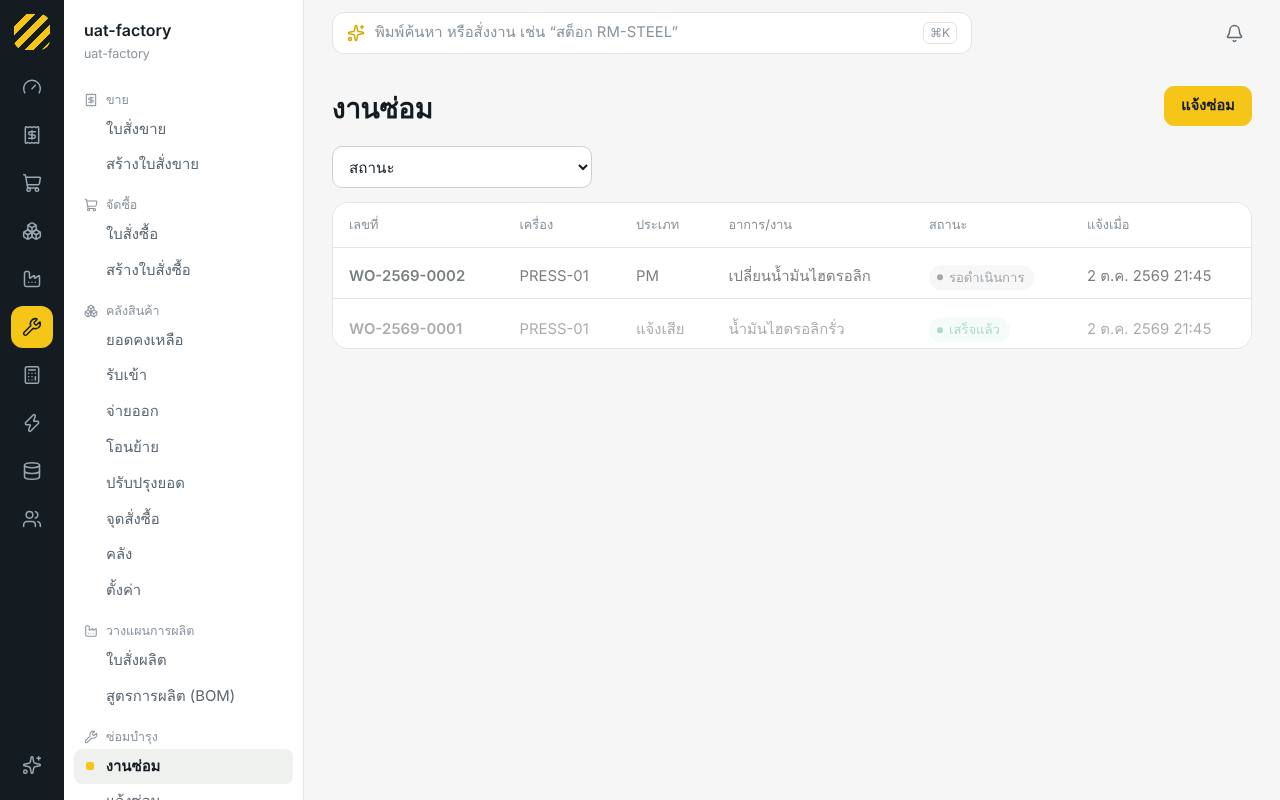 uat-factory
uat-factory
ขาย
ใบสั่งขาย
สร้างใบสั่งขาย
จัดซื้อ
ใบสั่งซื้อ
สร้างใบสั่งซื้อ
คลังสินค้า
ยอดคงเหลือ
รับเข้า
จ่ายออก
โอนย้าย
ปรับปรุงยอด
จุดสั่งซื้อ
คลัง
ตั้งค่า
วางแผนการผลิต
ใบสั่งผลิต
สูตรการผลิต (BOM)
ซ่อมบำรุง
งานซ่อม
แจ้งซ่อม
พิมพ์ค้นหา หรือสั่งงาน เช่น “สต็อก RM-STEEL” ⌘K
งานซ่อม แจ้งซ่อม
สถานะ
เลขที่ เครื่อง ประเภท อาการ/งาน สถานะ แจ้งเมื่อ
WO-2569-0002 PRESS-01 PM เปลี่ยนน้ำมันไฮดรอลิก รอดำเนินการ 2 ต.ค. 2569 21:45
WO-2569-0001 PRESS-01 แจ้งเสีย น้ำมันไฮดรอลิกรั่ว เสร็จแล้ว 2 ต.ค. 2569 21:45